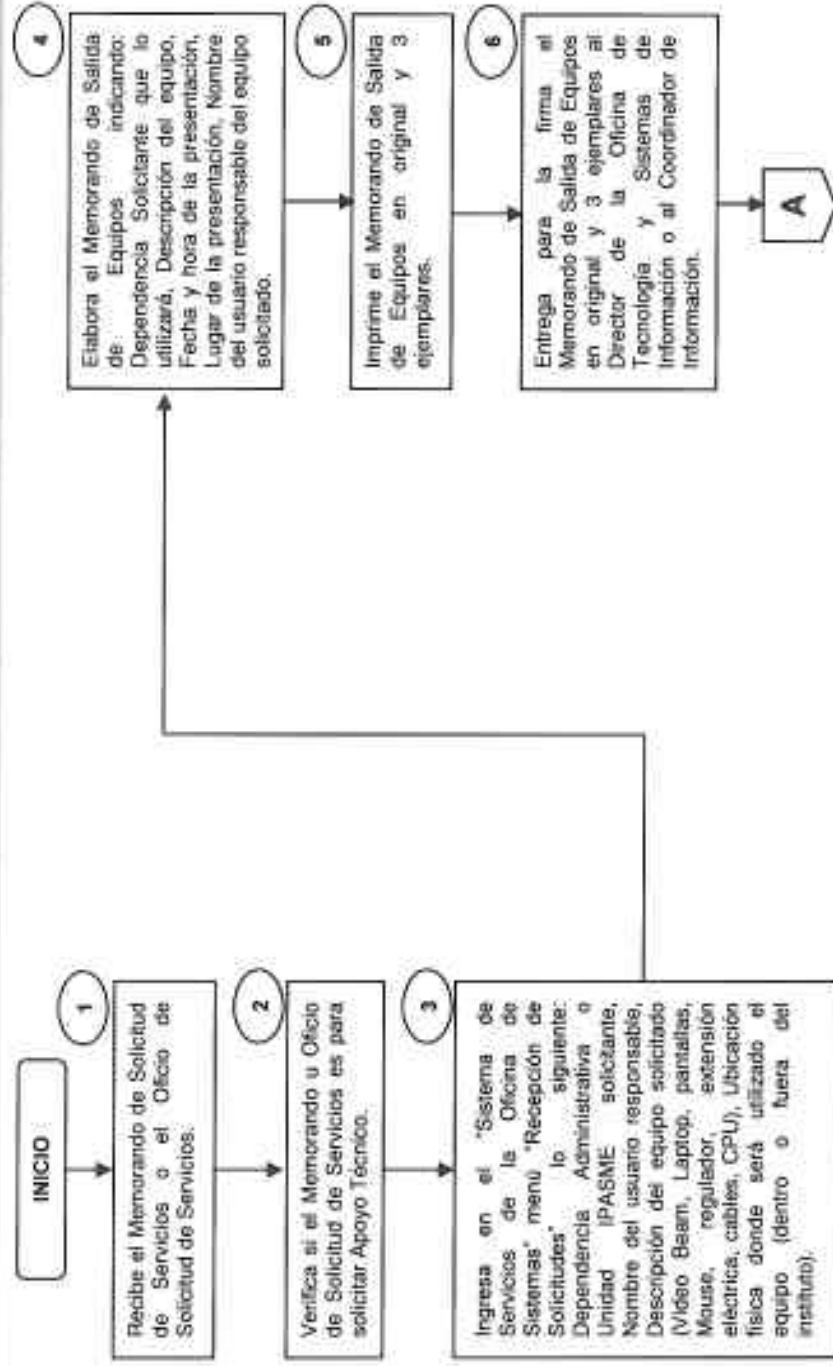 INICIO
1
Recibe el Memorando de Solicitud
de Servicios o el Oficio de
Solicitud de Servicios.
2
Verifica si el Memorando u Oficio
de Solicitud de Servicios es para
solicitar Apoyo Técnico.
3
Ingresa en el "Sistema de
Servicios de la Oficina de
Sistemas" menú "Recepción de
Solicitudes" lo siguiente:
Dependencia Administrativa o
Unidad IPASME solicitante,
Nombre del usuario responsable,
Descripción del equipo solicitado
(Video Beam, Laptop, pantallas,
Mouse, regulador, extensión
eléctrica, cables, CPU), Ubicación
física donde será utilizado el
equipo (dentro o fuera del
instituto).
4
Elabora el Memorando de Salida
de Equipos indicando:
Dependencia Solicitante que lo
utilizará, Descripción del equipo,
Fecha y hora de la presentación,
Lugar de la presentación, Nombre
del usuario responsable del equipo
solicitado.
5
Imprime el Memorando de Salida
de Equipos en original y 3
ejemplares.
6
Entrega para la firma el
Memorando de Salida de Equipos
en original y 3 ejemplares al
Director de la Oficina de
Tecnología y Sistemas de
Información o al Coordinador de
Información.
A